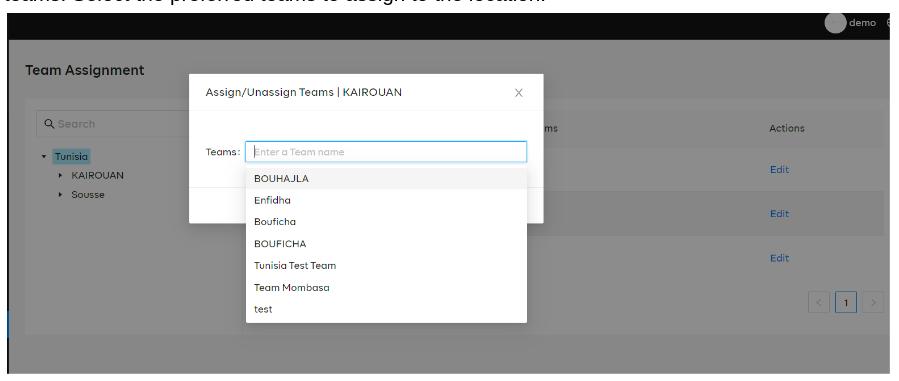 teams. Select the preferred teams to assign to the location.
demo
Team Assignment
Assign/Unassign Teams | KAIROUAN
X
Search
ms
Actions
Teams: Enter a Team name
Tunisia
KAIROUAN
Sousse
BOUHAJLA
Enfidha
Bouficha
BOUFICHA
Tunisia Test Team
Team Mombasa
test
Edit
Edit
Edit
< 1 >